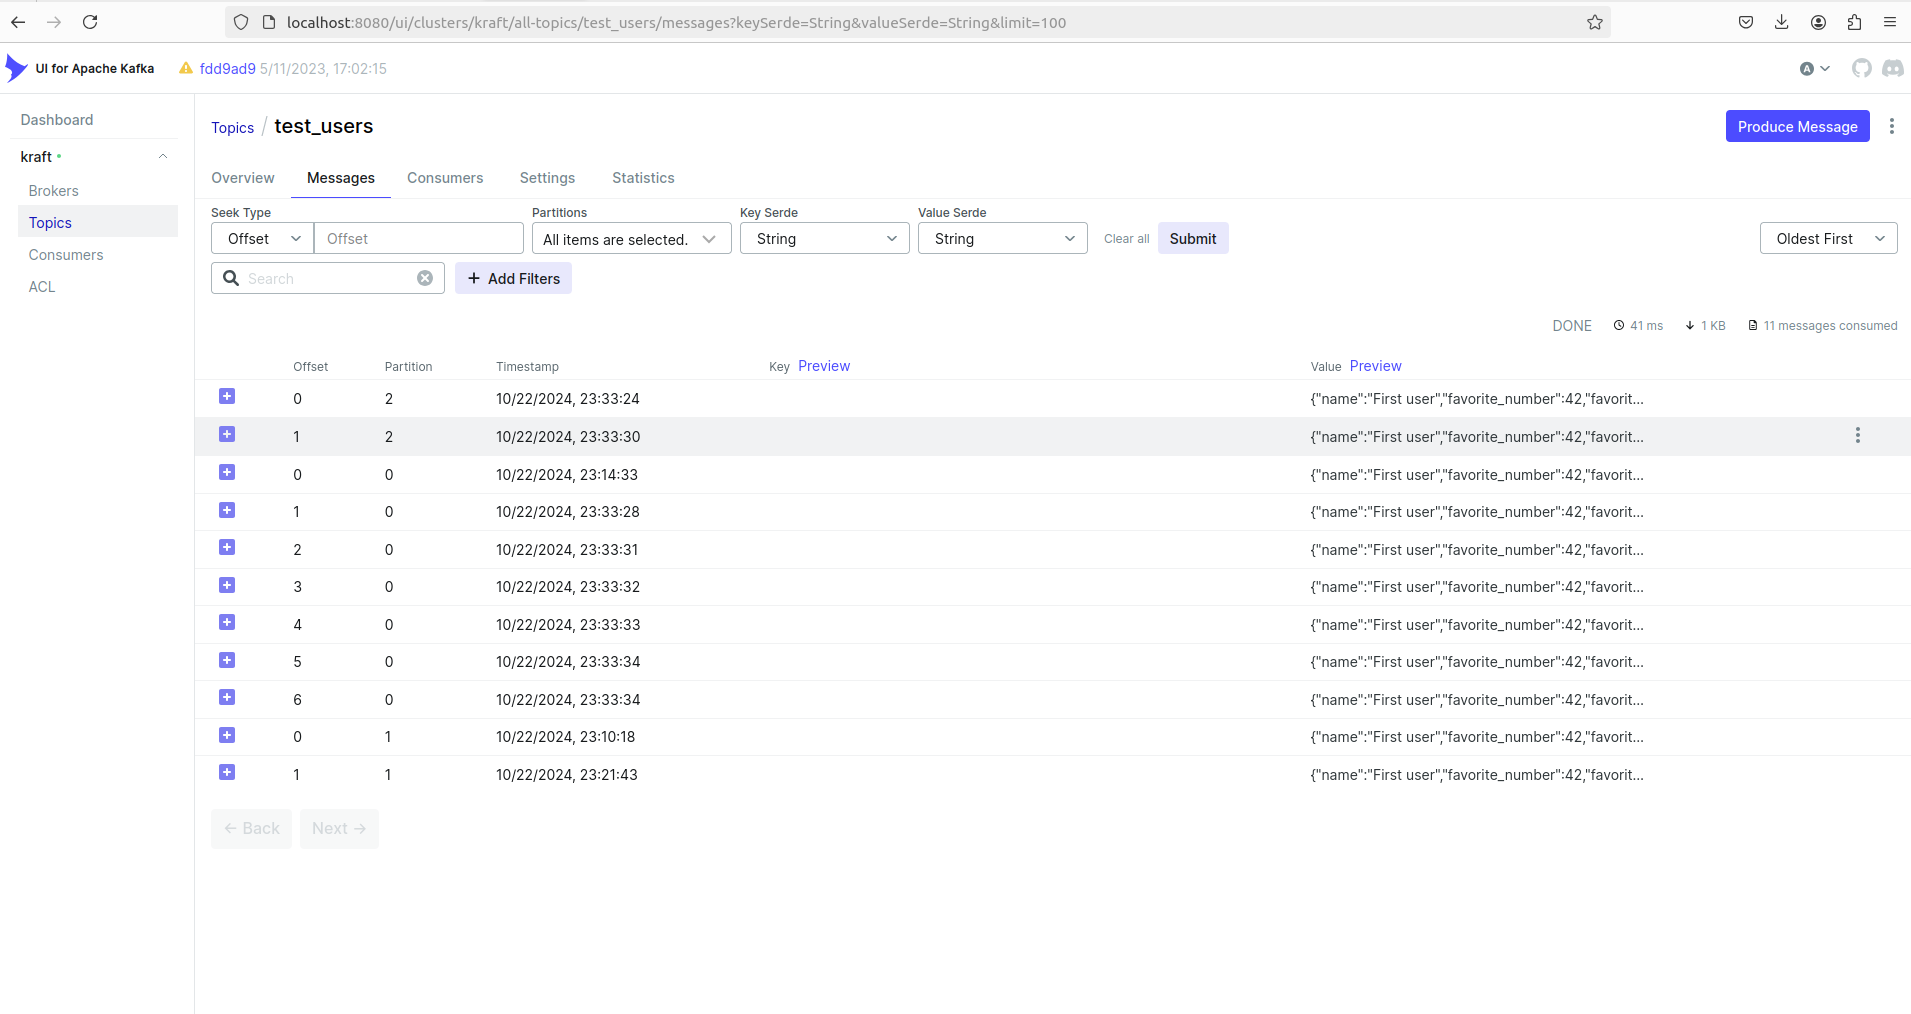 localhost:8080/ui/clusters/kraft/all-topics/test_users/messages?keySerde=String&valueSerde=String&limit=100
UI for Apache Kafka fdd9ad9 5/11/2023, 17:02:15 A
Dashboard
kraft
Brokers
Topics
Consumers
ACL
Topics / test_users Produce Message
Overview Messages Consumers Settings Statistics
Seek Type Partitions Key Serde Value Serde
Offset Offset All items are selected. String String Clear all Submit Oldest First
Search + Add Filters
DONE 41 ms 1 KB 11 messages consumed
Offset Partition Timestamp Key Preview Value Preview
0 2 10/22/2024, 23:33:24 {"name":"First user","favorite_number":42,"favorit...
1 2 10/22/2024, 23:33:30 {"name":"First user","favorite_number":42,"favorit...
0 0 10/22/2024, 23:14:33 {"name":"First user","favorite_number":42,"favorit...
1 0 10/22/2024, 23:33:28 {"name":"First user","favorite_number":42,"favorit...
2 0 10/22/2024, 23:33:31 {"name":"First user","favorite_number":42,"favorit...
3 0 10/22/2024, 23:33:32 {"name":"First user","favorite_number":42,"favorit...
4 0 10/22/2024, 23:33:33 {"name":"First user","favorite_number":42,"favorit...
5 0 10/22/2024, 23:33:34 {"name":"First user","favorite_number":42,"favorit...
6 0 10/22/2024, 23:33:34 {"name":"First user","favorite_number":42,"favorit...
0 1 10/22/2024, 23:10:18 {"name":"First user","favorite_number":42,"favorit...
1 1 10/22/2024, 23:21:43 {"name":"First user","favorite_number":42,"favorit...
← Back Next →